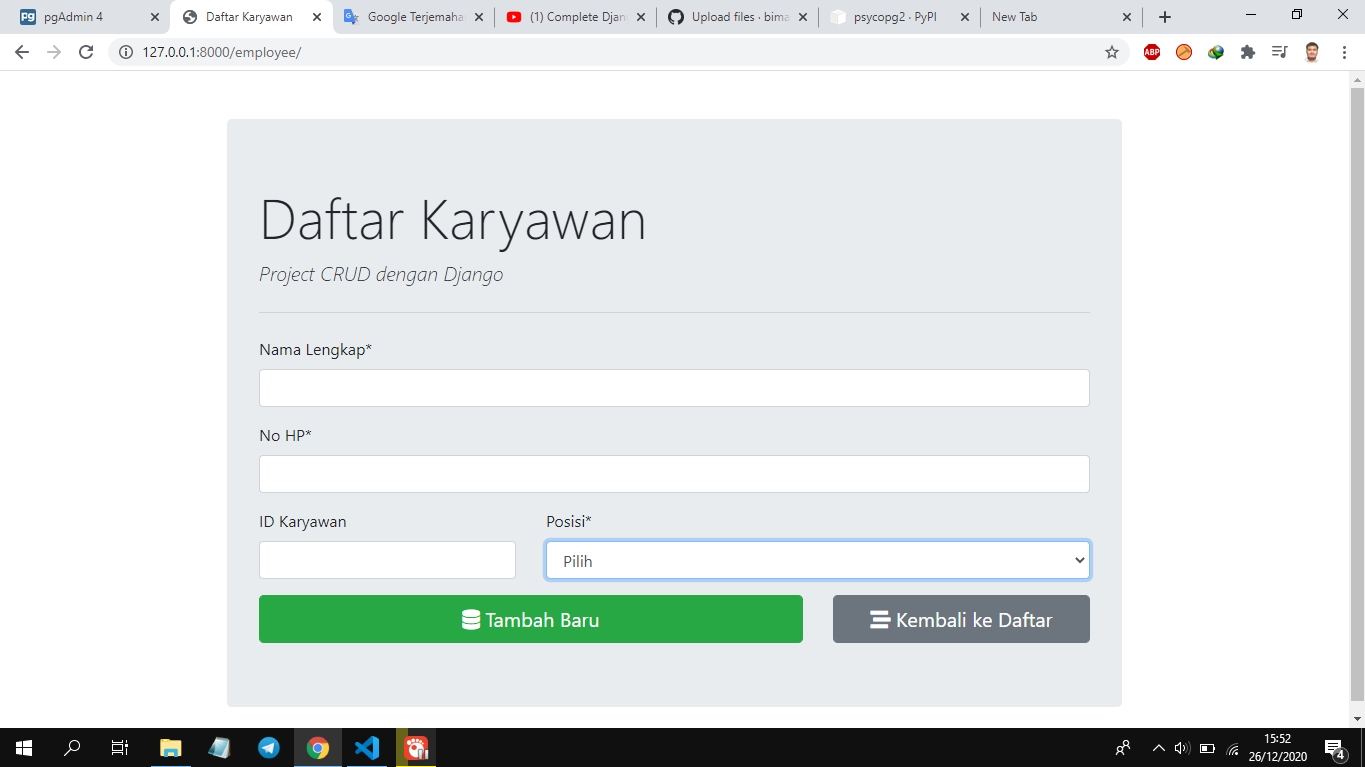 pgAdmin 4
Daftar Karyawan
Google Terjemaha
(1) Complete Djan
Upload files · bima
psycopg2 · PyPI
New Tab
127.0.0.1:8000/employee/
ABP
Daftar Karyawan
Project CRUD dengan Django
Nama Lengkap*
No HP*
ID Karyawan
Posisi*
Pilih
Tambah Baru
Kembali ke Daftar
15:52
26/12/2020
4